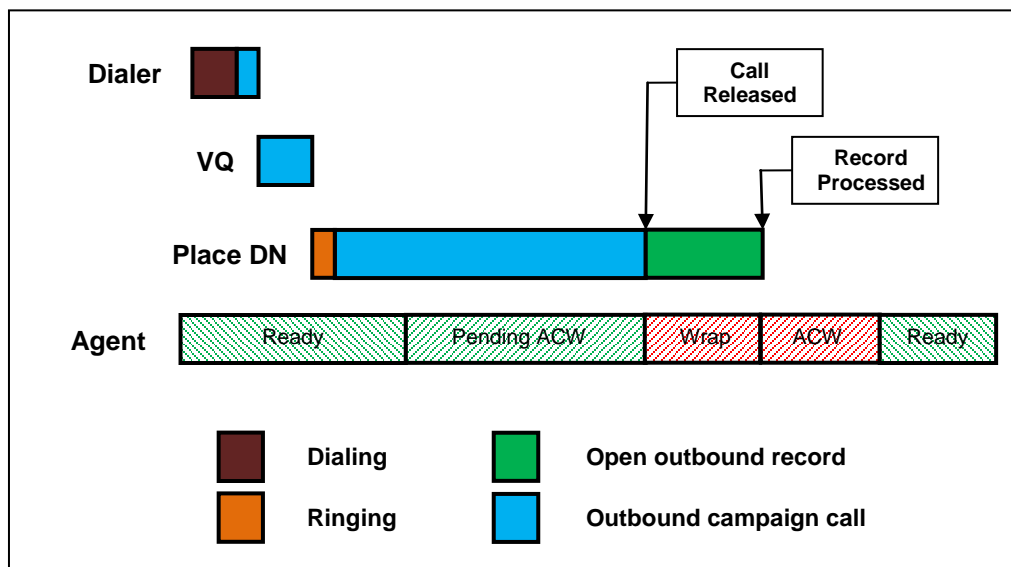 Dialer
Call
Released
VQ
Record
Processed
Place DN
Agent
Ready
Pending ACW
Wrap
ACW
Ready
Dialing
Open outbound record
Ringing
Outbound campaign call